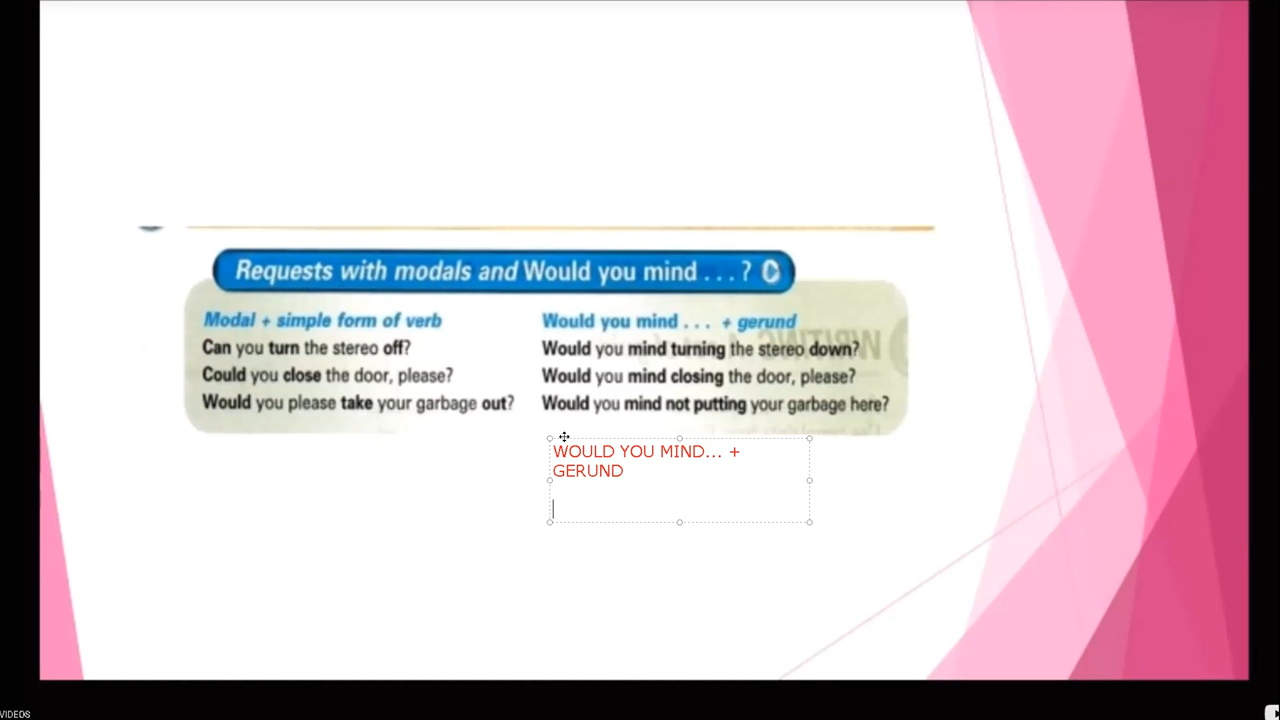 Requests with modals and Would you mind . . . ?
Modal + simple form of verb
Can you turn the stereo off?
Could you close the door, please?
Would you please take your garbage out?
Would you mind . . . + gerund
Would you mind turning the stereo down?
Would you mind closing the door, please?
Would you mind not putting your garbage here?
WRITING
WOULD YOU MIND... +
GERUND
VIDEOS